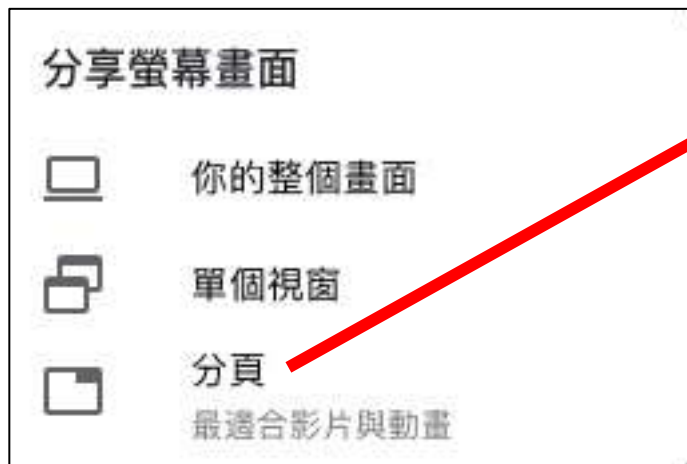 分享螢幕畫面
你的整個畫面
單個視窗
分頁
最適合影片與動畫